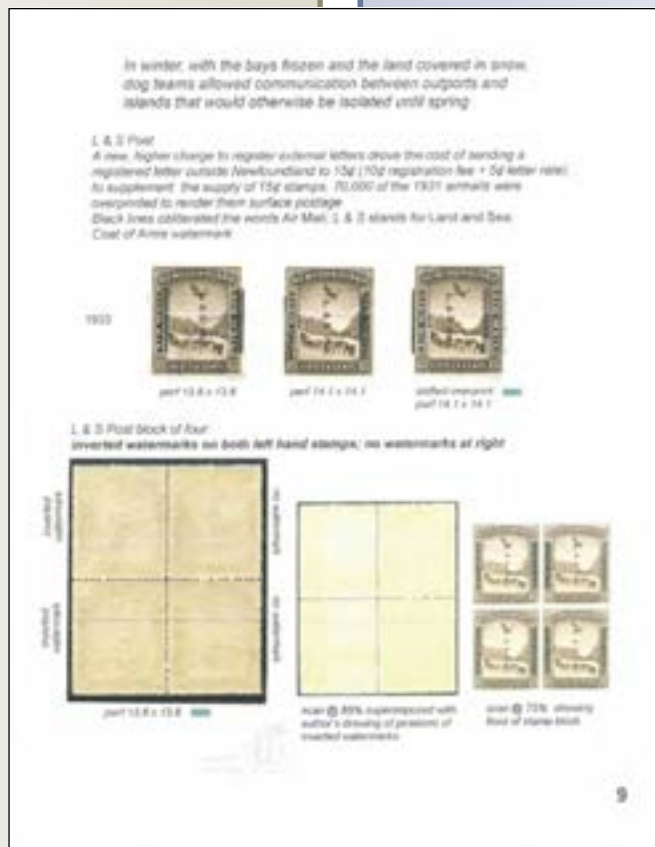 In winter, with the bays frozen and the land covered in snow,
dog teams allowed communication between outports and
islands that would otherwise be isolated until spring
L & S Post
A new, higher charge to register external letters drove the cost of sending a
registered letter outside Newfoundland to 15¢ (10¢ registration fee + 5¢ letter rate);
to supplement the supply of 15¢ stamps, 70,000 of the 1931 airmails were
overprinted to render them surface postage
Black lines obliterated the words Air Mail; L & S stands for Land and Sea
Coat of Arms watermark
1933
perf 13.8 x 13.8
perf 14.1 x 14.1
shifted overprint
perf 14.1 x 14.1
L & S Post block of four:
inverted watermarks on both left hand stamps; no watermarks at right
inverted
watermark
no watermark
inverted
watermark
no watermark
perf 13.8 x 13.8
scan @ 85% superimposed with
author's drawing of positions of
inverted watermarks
scan @ 75% showing
front of stamp block
9